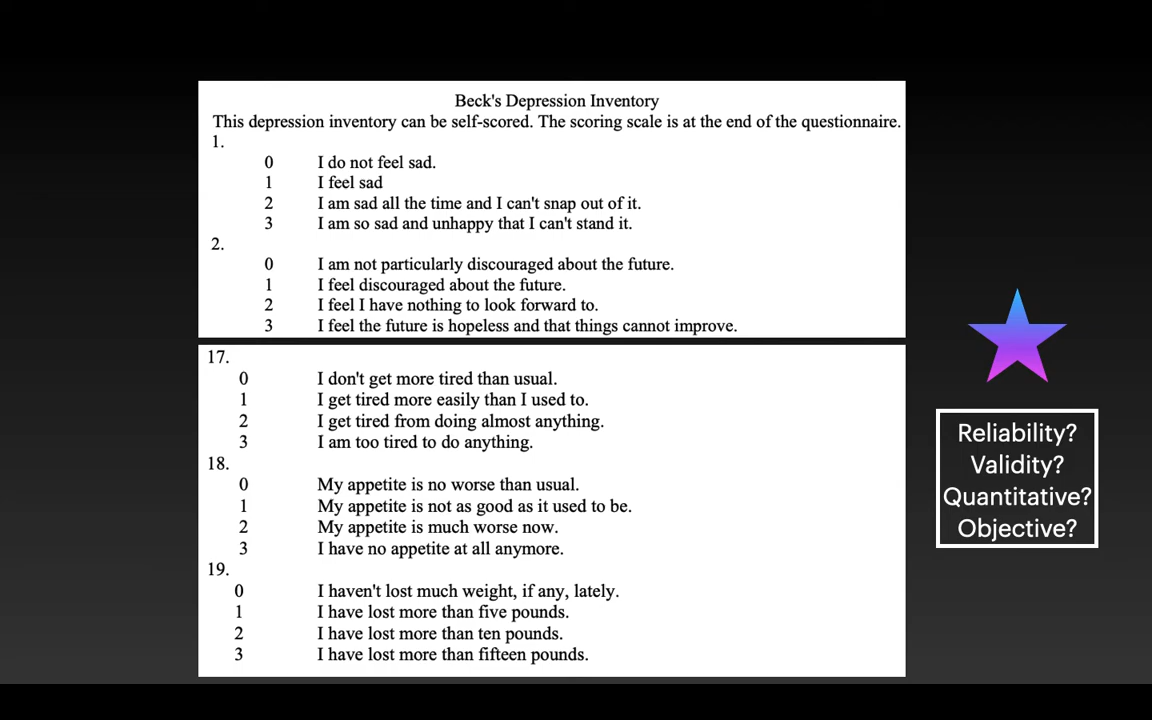 Beck's Depression Inventory
This depression inventory can be self-scored. The scoring scale is at the end of the questionnaire.
1.
0 I do not feel sad.
1 I feel sad
2 I am sad all the time and I can't snap out of it.
3 I am so sad and unhappy that I can't stand it.
2.
0 I am not particularly discouraged about the future.
1 I feel discouraged about the future.
2 I feel I have nothing to look forward to.
3 I feel the future is hopeless and that things cannot improve.
17.
0 I don't get more tired than usual.
1 I get tired more easily than I used to.
2 I get tired from doing almost anything.
3 I am too tired to do anything.
18.
0 My appetite is no worse than usual.
1 My appetite is not as good as it used to be.
2 My appetite is much worse now.
3 I have no appetite at all anymore.
19.
0 I haven't lost much weight, if any, lately.
1 I have lost more than five pounds.
2 I have lost more than ten pounds.
3 I have lost more than fifteen pounds.
Reliability?
Validity?
Quantitative?
Objective?